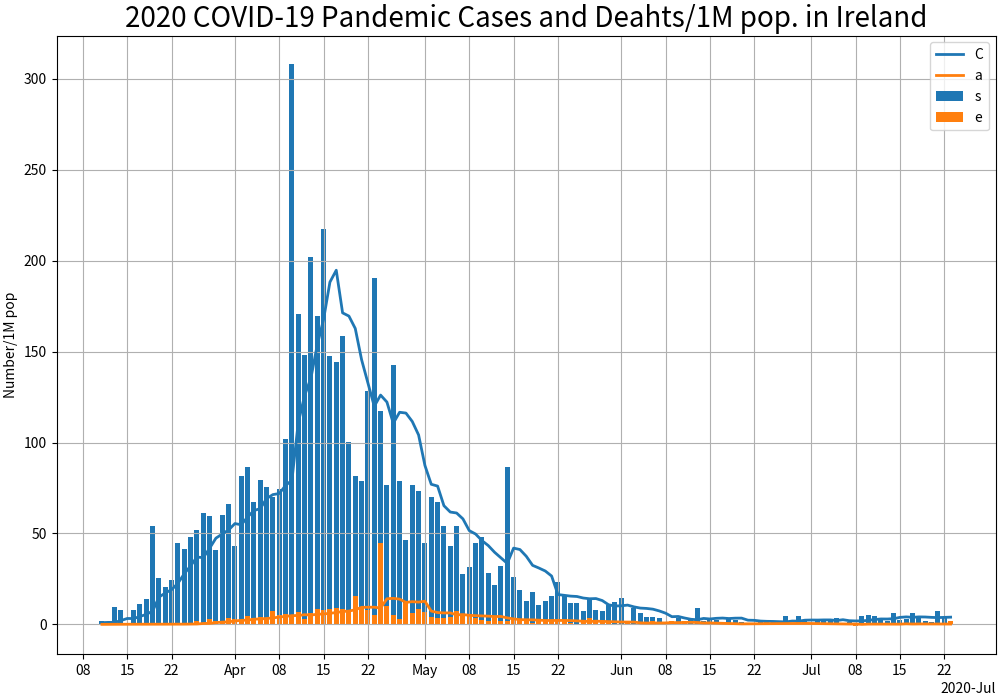 2020 COVID-19 Pandemic Cases and Deahts/1M pop. in Ireland
C
a
s
e
Number/1M pop
300
250
200
150
100
50
0
08 15 22 Apr 08 15 22 May 08 15 22 Jun 08 15 22 Jul 08 15 22
2020-Jul